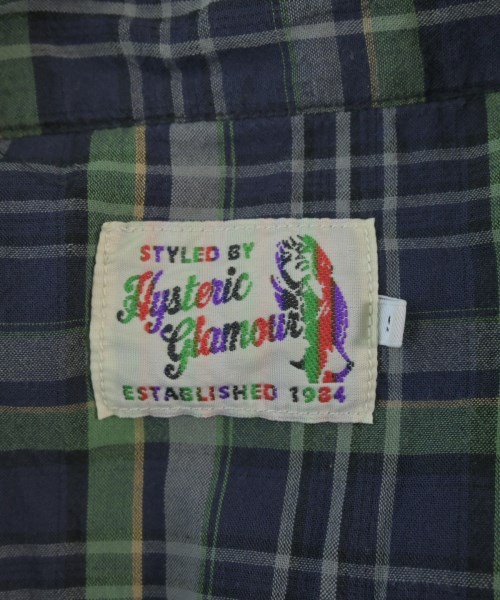 STYLED BY
Hysteric
Glamour
ESTABLISHED 1984